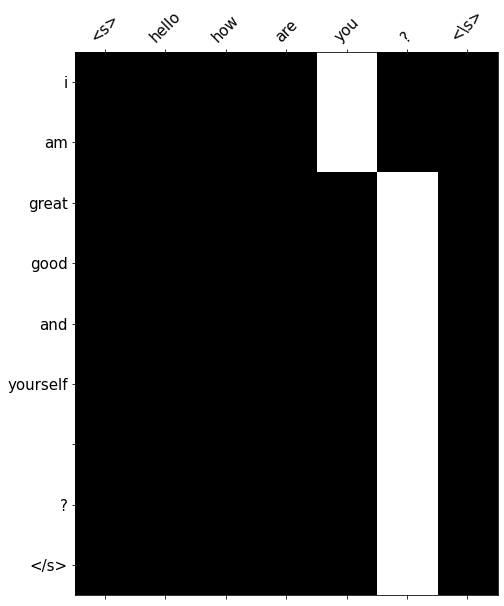 <s> hello how are you ? <\s>
i
am
great
good
and
yourself
?
</s>